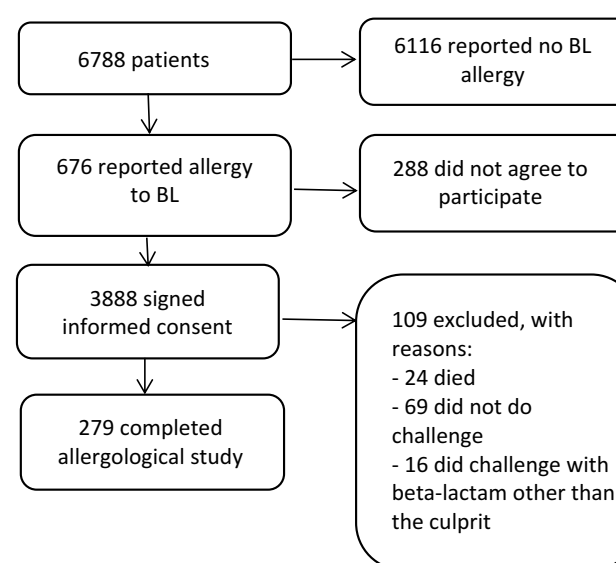 6788 patients
6116 reported no BL
allergy
676 reported allergy
to BL
288 did not agree to
participate
3888 signed
informed consent
109 excluded, with
reasons:
- 24 died
- 69 did not do
challenge
- 16 did challenge with
beta-lactam other than
the culprit
279 completed
allergological study